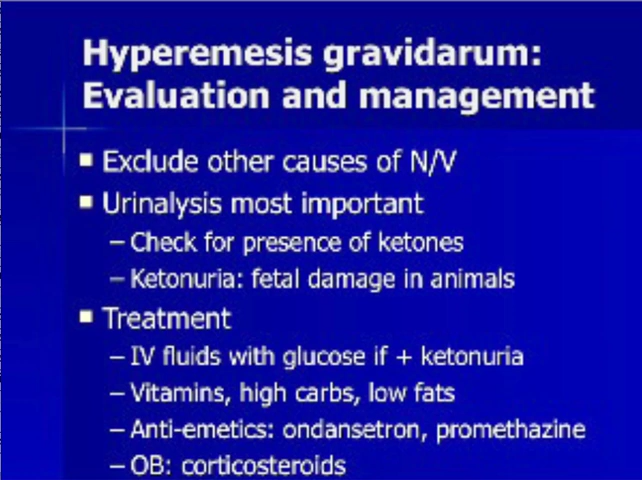 Hyperemesis gravidarum:
Evaluation and management
■ Exclude other causes of N/V
■ Urinalysis most important
– Check for presence of ketones
– Ketonuria: fetal damage in animals
■ Treatment
– IV fluids with glucose if + ketonuria
– Vitamins, high carbs, low fats
– Anti-emetics: ondansetron, promethazine
– OB: corticosteroids